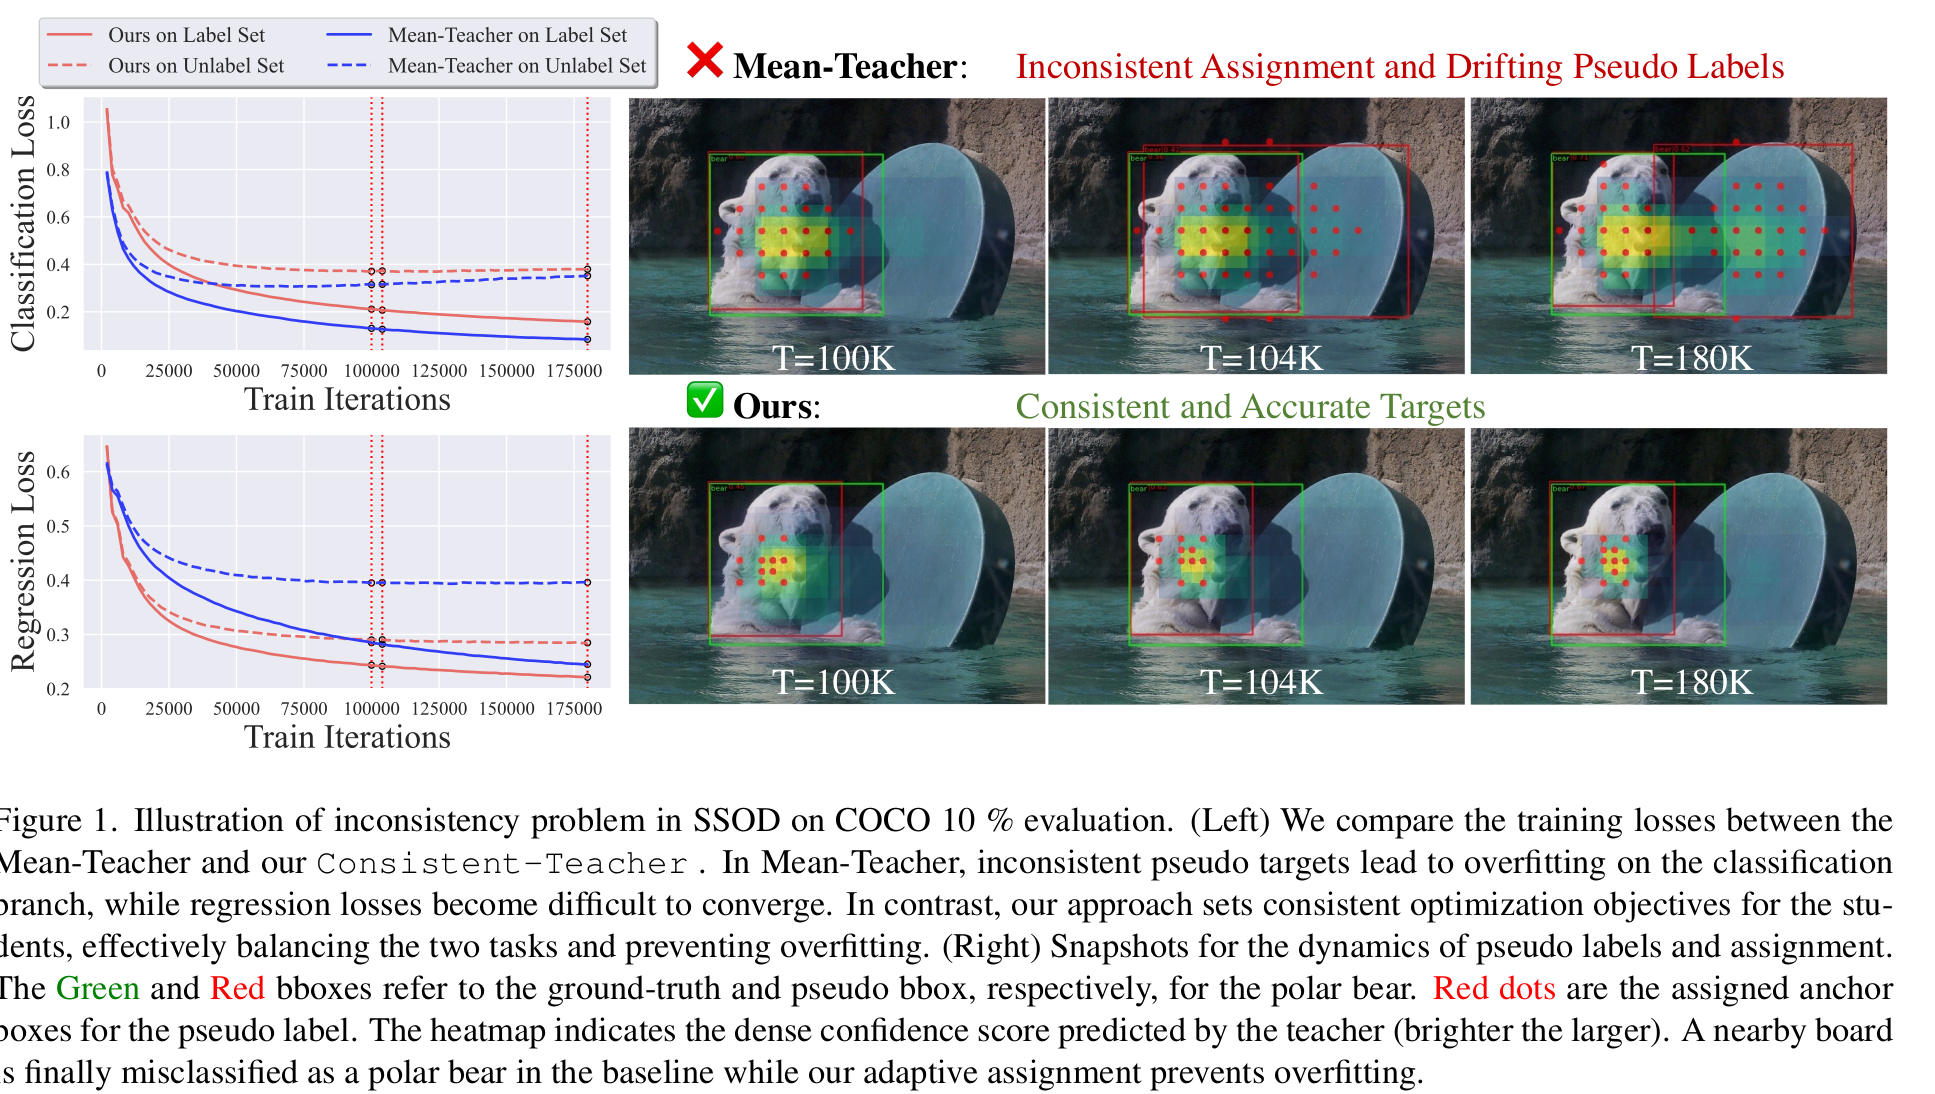 Ours on Label Set
Mean-Teacher on Label Set
Ours on Unlabel Set
Mean-Teacher on Unlabel Set
Mean-Teacher: Inconsistent Assignment and Drifting Pseudo Labels
Classification Loss
1.0
0.8
0.6
0.4
0.2
0 25000 50000 75000 100000 125000 150000 175000
Train Iterations
bear
bear
bear
T=100K
T=104K
T=180K
Ours: Consistent and Accurate Targets
Regression Loss
0.6
0.5
0.4
0.3
0.2
0 25000 50000 75000 100000 125000 150000 175000
Train Iterations
bear
bear
bear
T=100K
T=104K
T=180K
Figure 1. Illustration of inconsistency problem in SSOD on COCO 10 % evaluation. (Left) We compare the training losses between the
Mean-Teacher and our Consistent-Teacher . In Mean-Teacher, inconsistent pseudo targets lead to overfitting on the classification
branch, while regression losses become difficult to converge. In contrast, our approach sets consistent optimization objectives for the stu-
dents, effectively balancing the two tasks and preventing overfitting. (Right) Snapshots for the dynamics of pseudo labels and assignment.
The Green and Red bboxes refer to the ground-truth and pseudo bbox, respectively, for the polar bear. Red dots are the assigned anchor
boxes for the pseudo label. The heatmap indicates the dense confidence score predicted by the teacher (brighter the larger). A nearby board
is finally misclassified as a polar bear in the baseline while our adaptive assignment prevents overfitting.